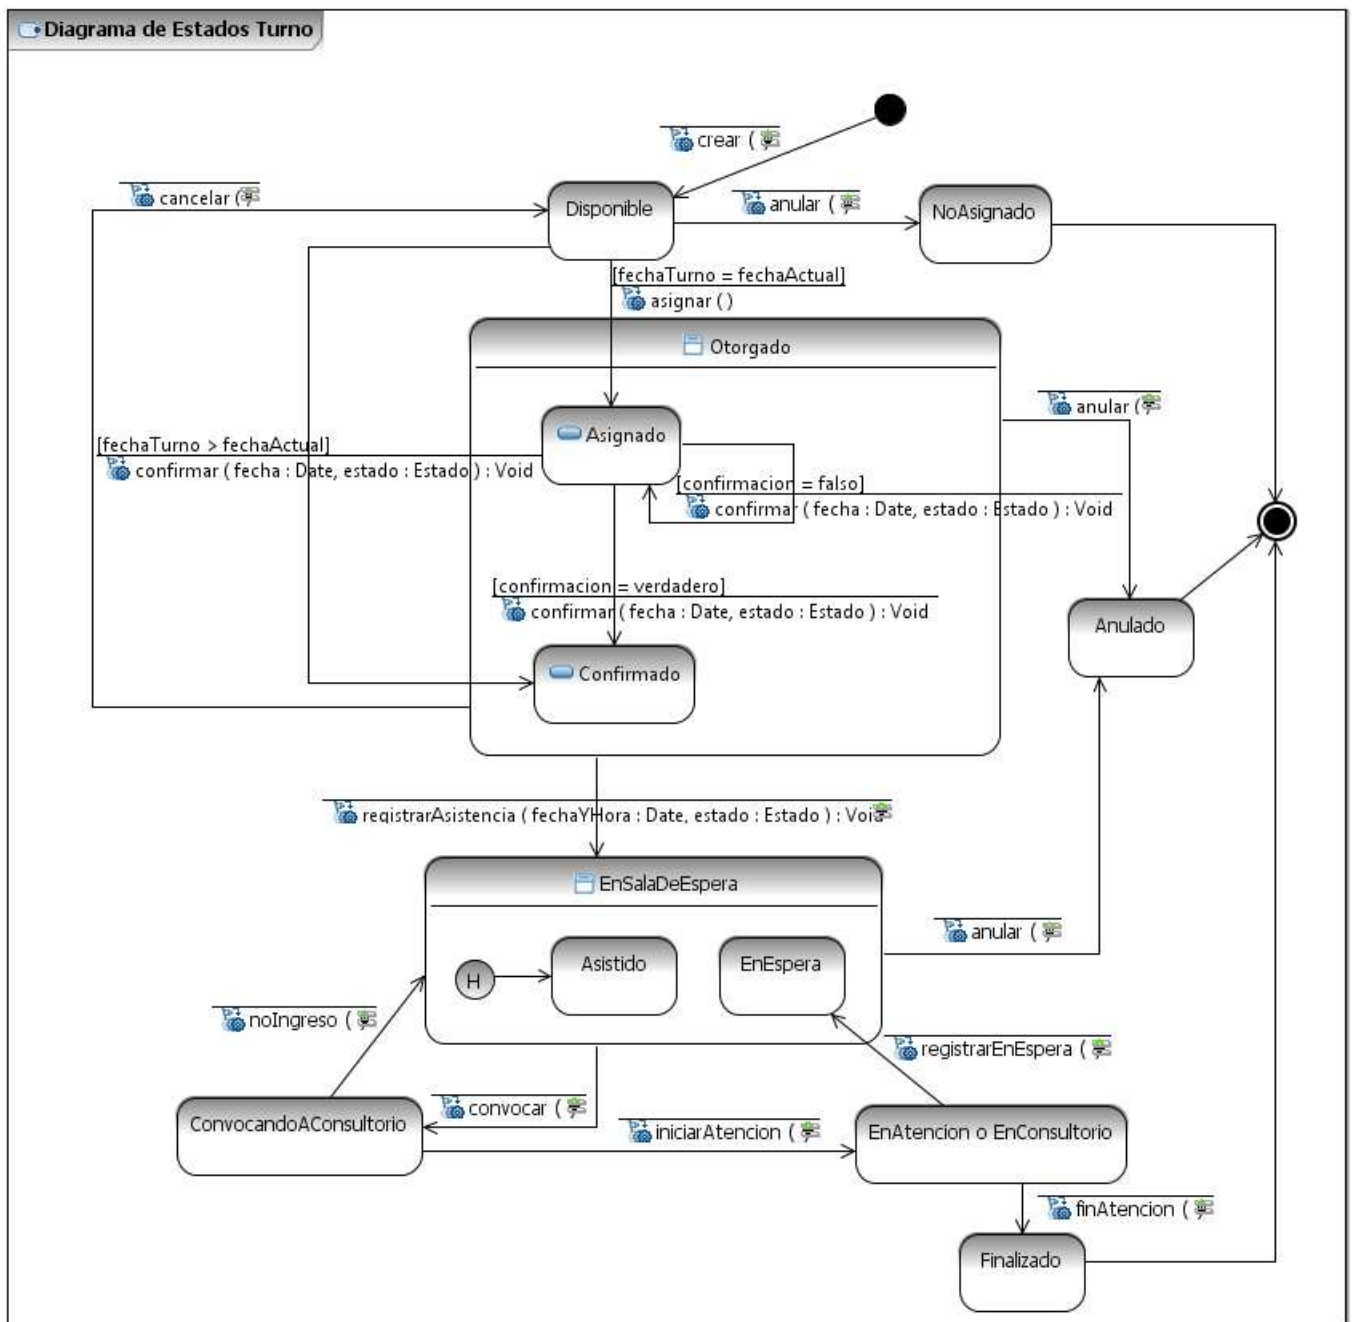 Diagrama de Estados Turno
crear (
cancelar (
Disponible
anular (
NoAsignado
[fechaTurno = fechaActual]
asignar ( )
Otorgado
anular (
Asignado
[fechaTurno > fechaActual]
confirmar ( fecha : Date, estado : Estado ) : Void
[confirmacion = falso]
confirmar ( fecha : Date, estado : Estado ) : Void
[confirmacion = verdadero]
confirmar ( fecha : Date, estado : Estado ) : Void
Anulado
Confirmado
registrarAsistencia ( fechaYHora : Date, estado : Estado ) : Void
EnSalaDeEspera
anular (
Asistido
EnEspera
H
noIngreso (
registrarEnEspera (
convocar (
ConvocandoAConsultorio
iniciarAtencion (
EnAtencion o EnConsultorio
finAtencion (
Finalizado